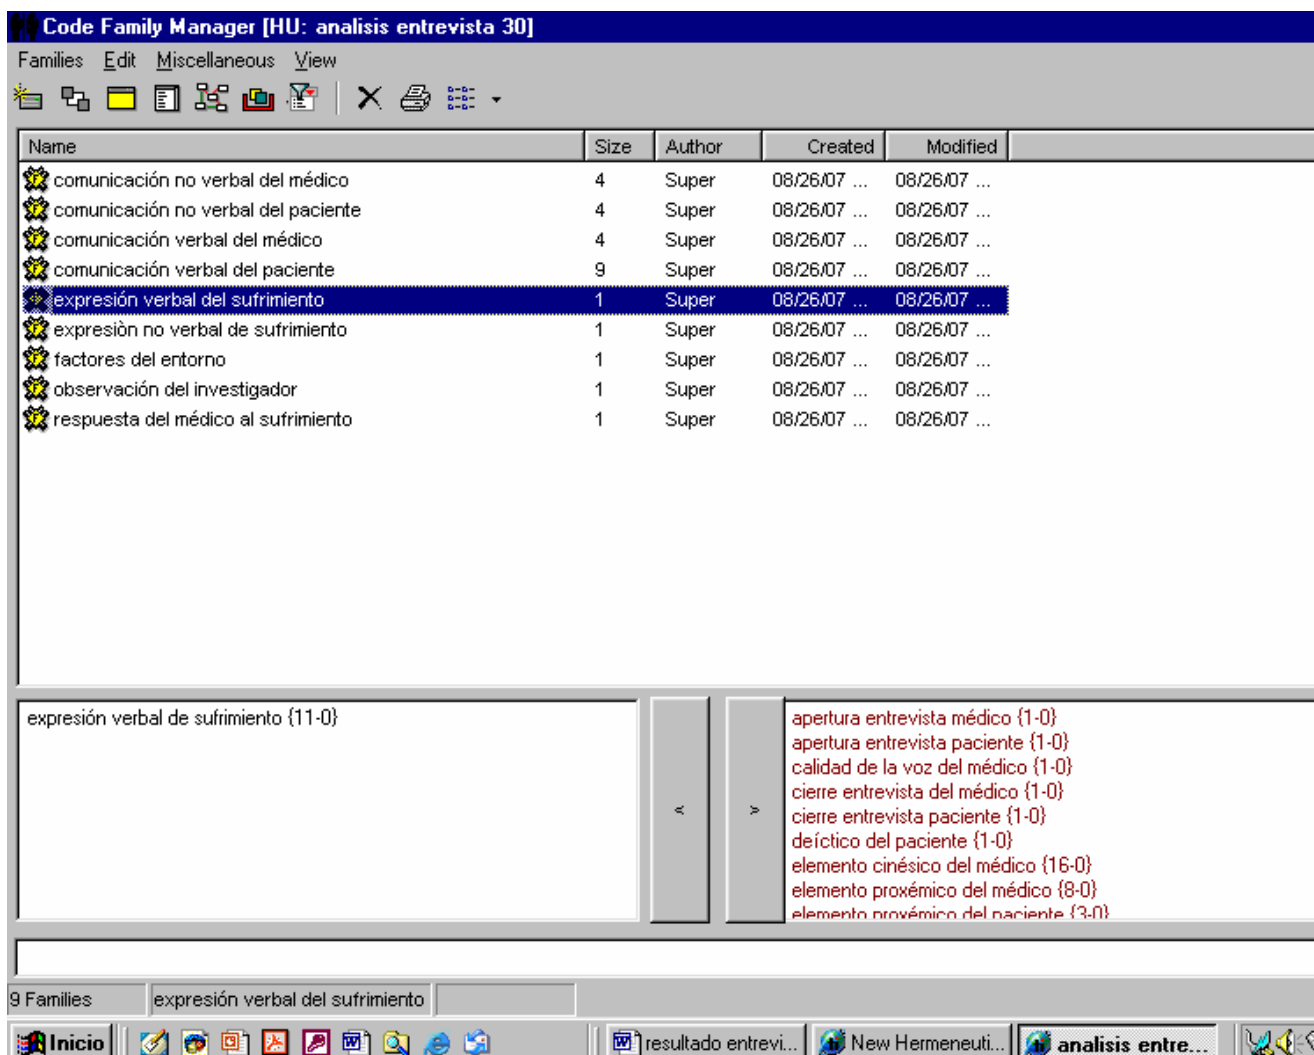 Code Family Manager [HU: analisis entrevista 30]
Families Edit Miscellaneous View
Name Size Author Created Modified
comunicación no verbal del médico 4 Super 08/26/07 ... 08/26/07 ...
comunicación no verbal del paciente 4 Super 08/26/07 ... 08/26/07 ...
comunicación verbal del médico 4 Super 08/26/07 ... 08/26/07 ...
comunicación verbal del paciente 9 Super 08/26/07 ... 08/26/07 ...
expresión verbal del sufrimiento 1 Super 08/26/07 ... 08/26/07 ...
expresiòn no verbal de sufrimiento 1 Super 08/26/07 ... 08/26/07 ...
factores del entorno 1 Super 08/26/07 ... 08/26/07 ...
observación del investigador 1 Super 08/26/07 ... 08/26/07 ...
respuesta del médico al sufrimiento 1 Super 08/26/07 ... 08/26/07 ...
expresión verbal de sufrimiento {11-0}
< >
apertura entrevista médico {1-0}
apertura entrevista paciente {1-0}
calidad de la voz del médico {1-0}
cierre entrevista del médico {1-0}
cierre entrevista paciente {1-0}
deíctico del paciente {1-0}
elemento cinésico del médico {16-0}
elemento proxémico del médico {8-0}
elemento proxémico del paciente {3-0}
9 Families expresión verbal del sufrimiento
Inicio resultado entrevi... New Hermeneuti... analisis entre...